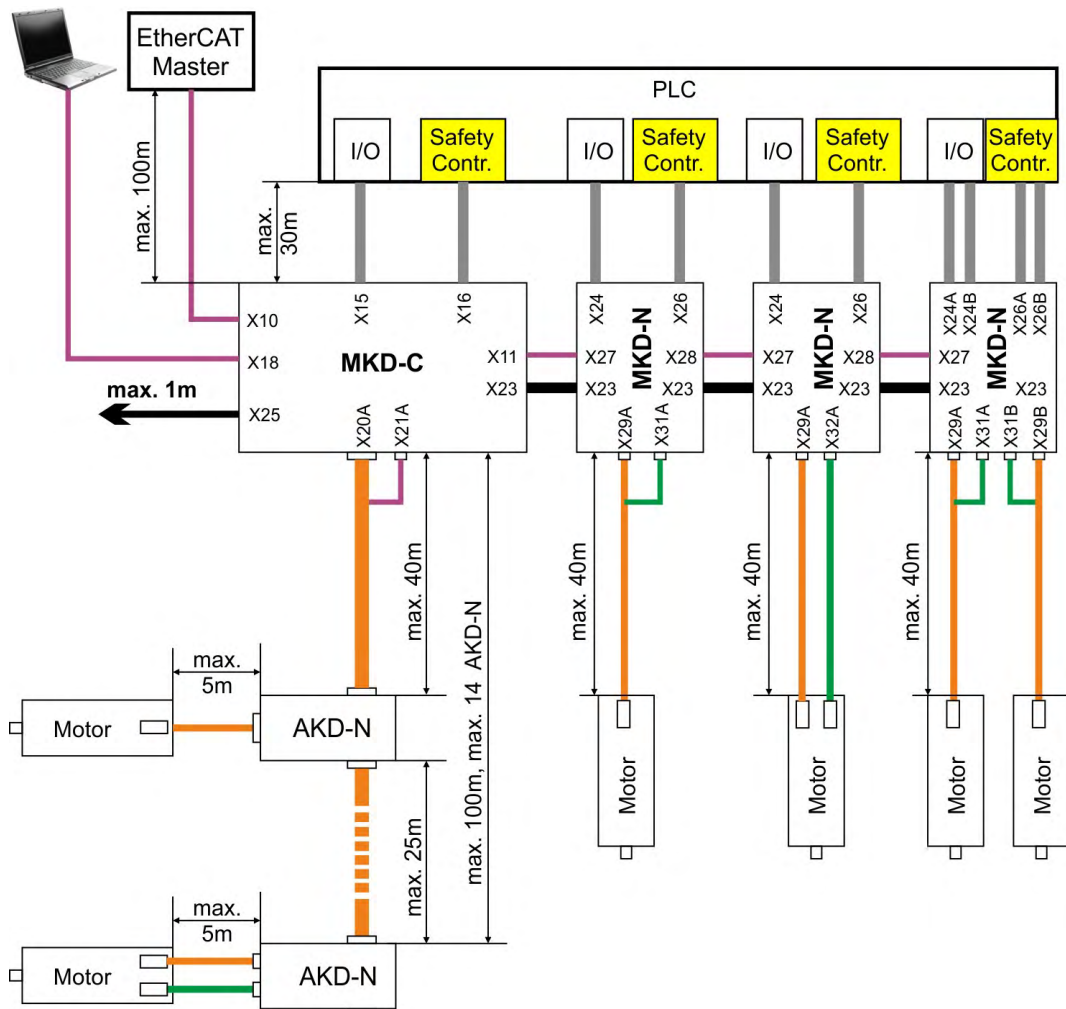 EtherCAT
Master
PLC
I/O
Safety
Contr.
I/O
Safety
Contr.
I/O
Safety
Contr.
I/O
Safety
Contr.
max. 100m
max.
30m
X10
X18
max. 1m
X25
X15
X16
MKD-C
X11
X23
X20A
X21A
X24
X26
MKD-N
X27
X28
X23
X23
X29A
X31A
X24
X26
MKD-N
X27
X28
X23
X23
X29A
X32A
X24A
X24B
X26A
X26B
MKD-N
X27
X23
X23
X29A
X31A
X31B
X29B
max. 40m
max. 100m, max. 14 AKD-N
max. 40m
max. 40m
max. 40m
max.
5m
Motor
AKD-N
Motor
Motor
Motor
Motor
max. 25m
max.
5m
Motor
AKD-N